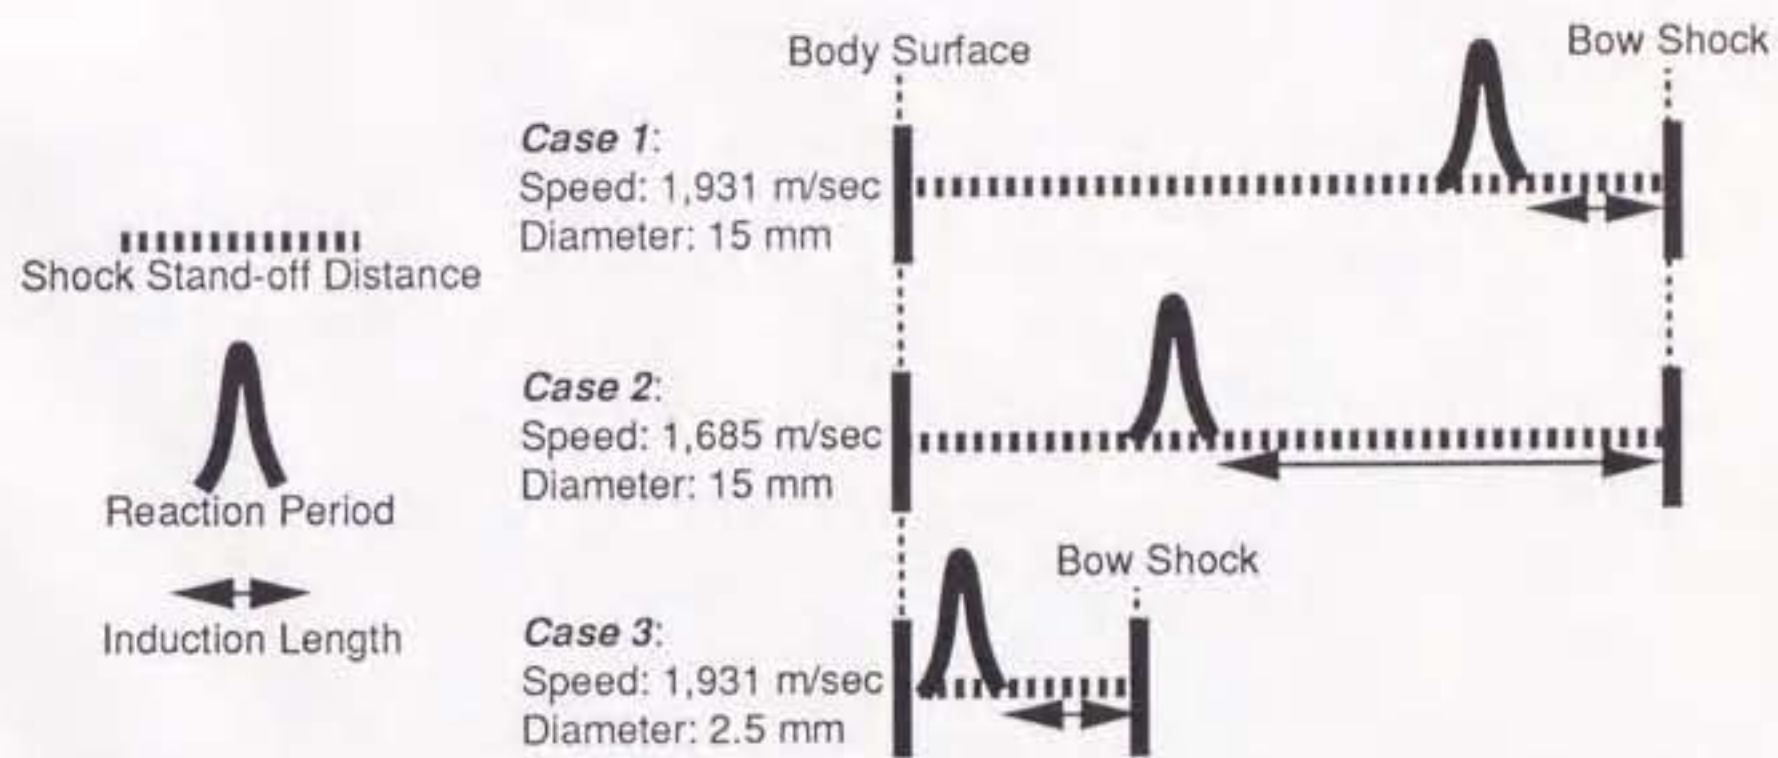 Body Surface
Bow Shock
Case 1:
Speed: 1,931 m/sec
Diameter: 15 mm
Shock Stand-off Distance
Case 2:
Speed: 1,685 m/sec
Diameter: 15 mm
Reaction Period
Bow Shock
Induction Length
Case 3:
Speed: 1,931 m/sec
Diameter: 2.5 mm